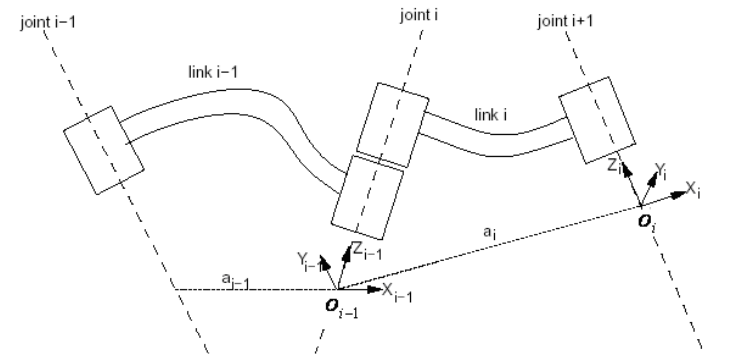 joint i−1
joint i
joint i+1
link i−1
link i
Z_i
Y_i
X_i
O_i
a_i
Y_{i-1}
Z_{i-1}
a_{i-1}
X_{i-1}
O_{i-1}